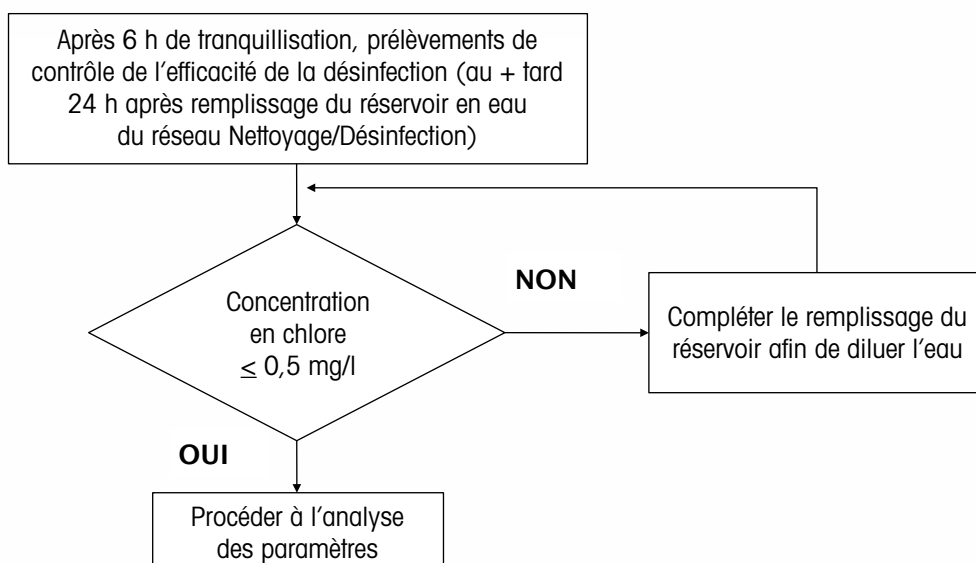 Après 6 h de tranquillisation, prélèvements de
contrôle de l'efficacité de la désinfection (au + tard
24 h après remplissage du réservoir en eau
du réseau Nettoyage/Désinfection)
Concentration
en chlore
≤ 0,5 mg/l
NON
Compléter le remplissage du
réservoir afin de diluer l'eau
OUI
Procéder à l'analyse
des paramètres